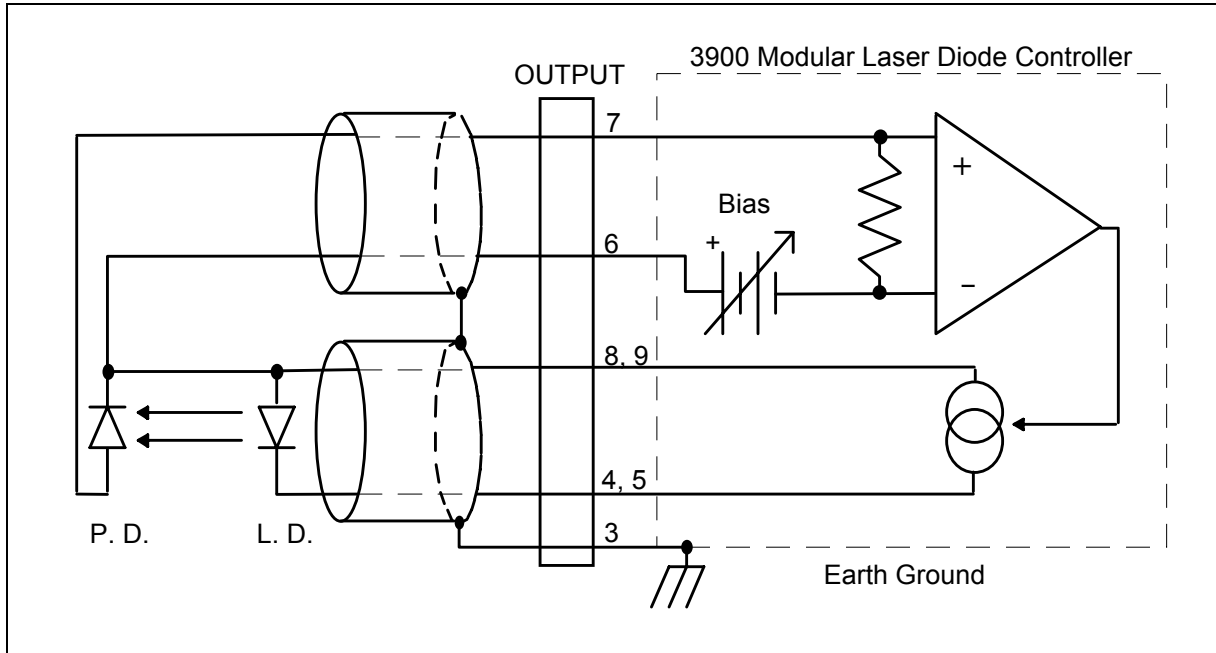 3900 Modular Laser Diode Controller
OUTPUT
7
+
Bias
+
6
−
8, 9
4, 5
P. D.
L. D.
3
Earth Ground